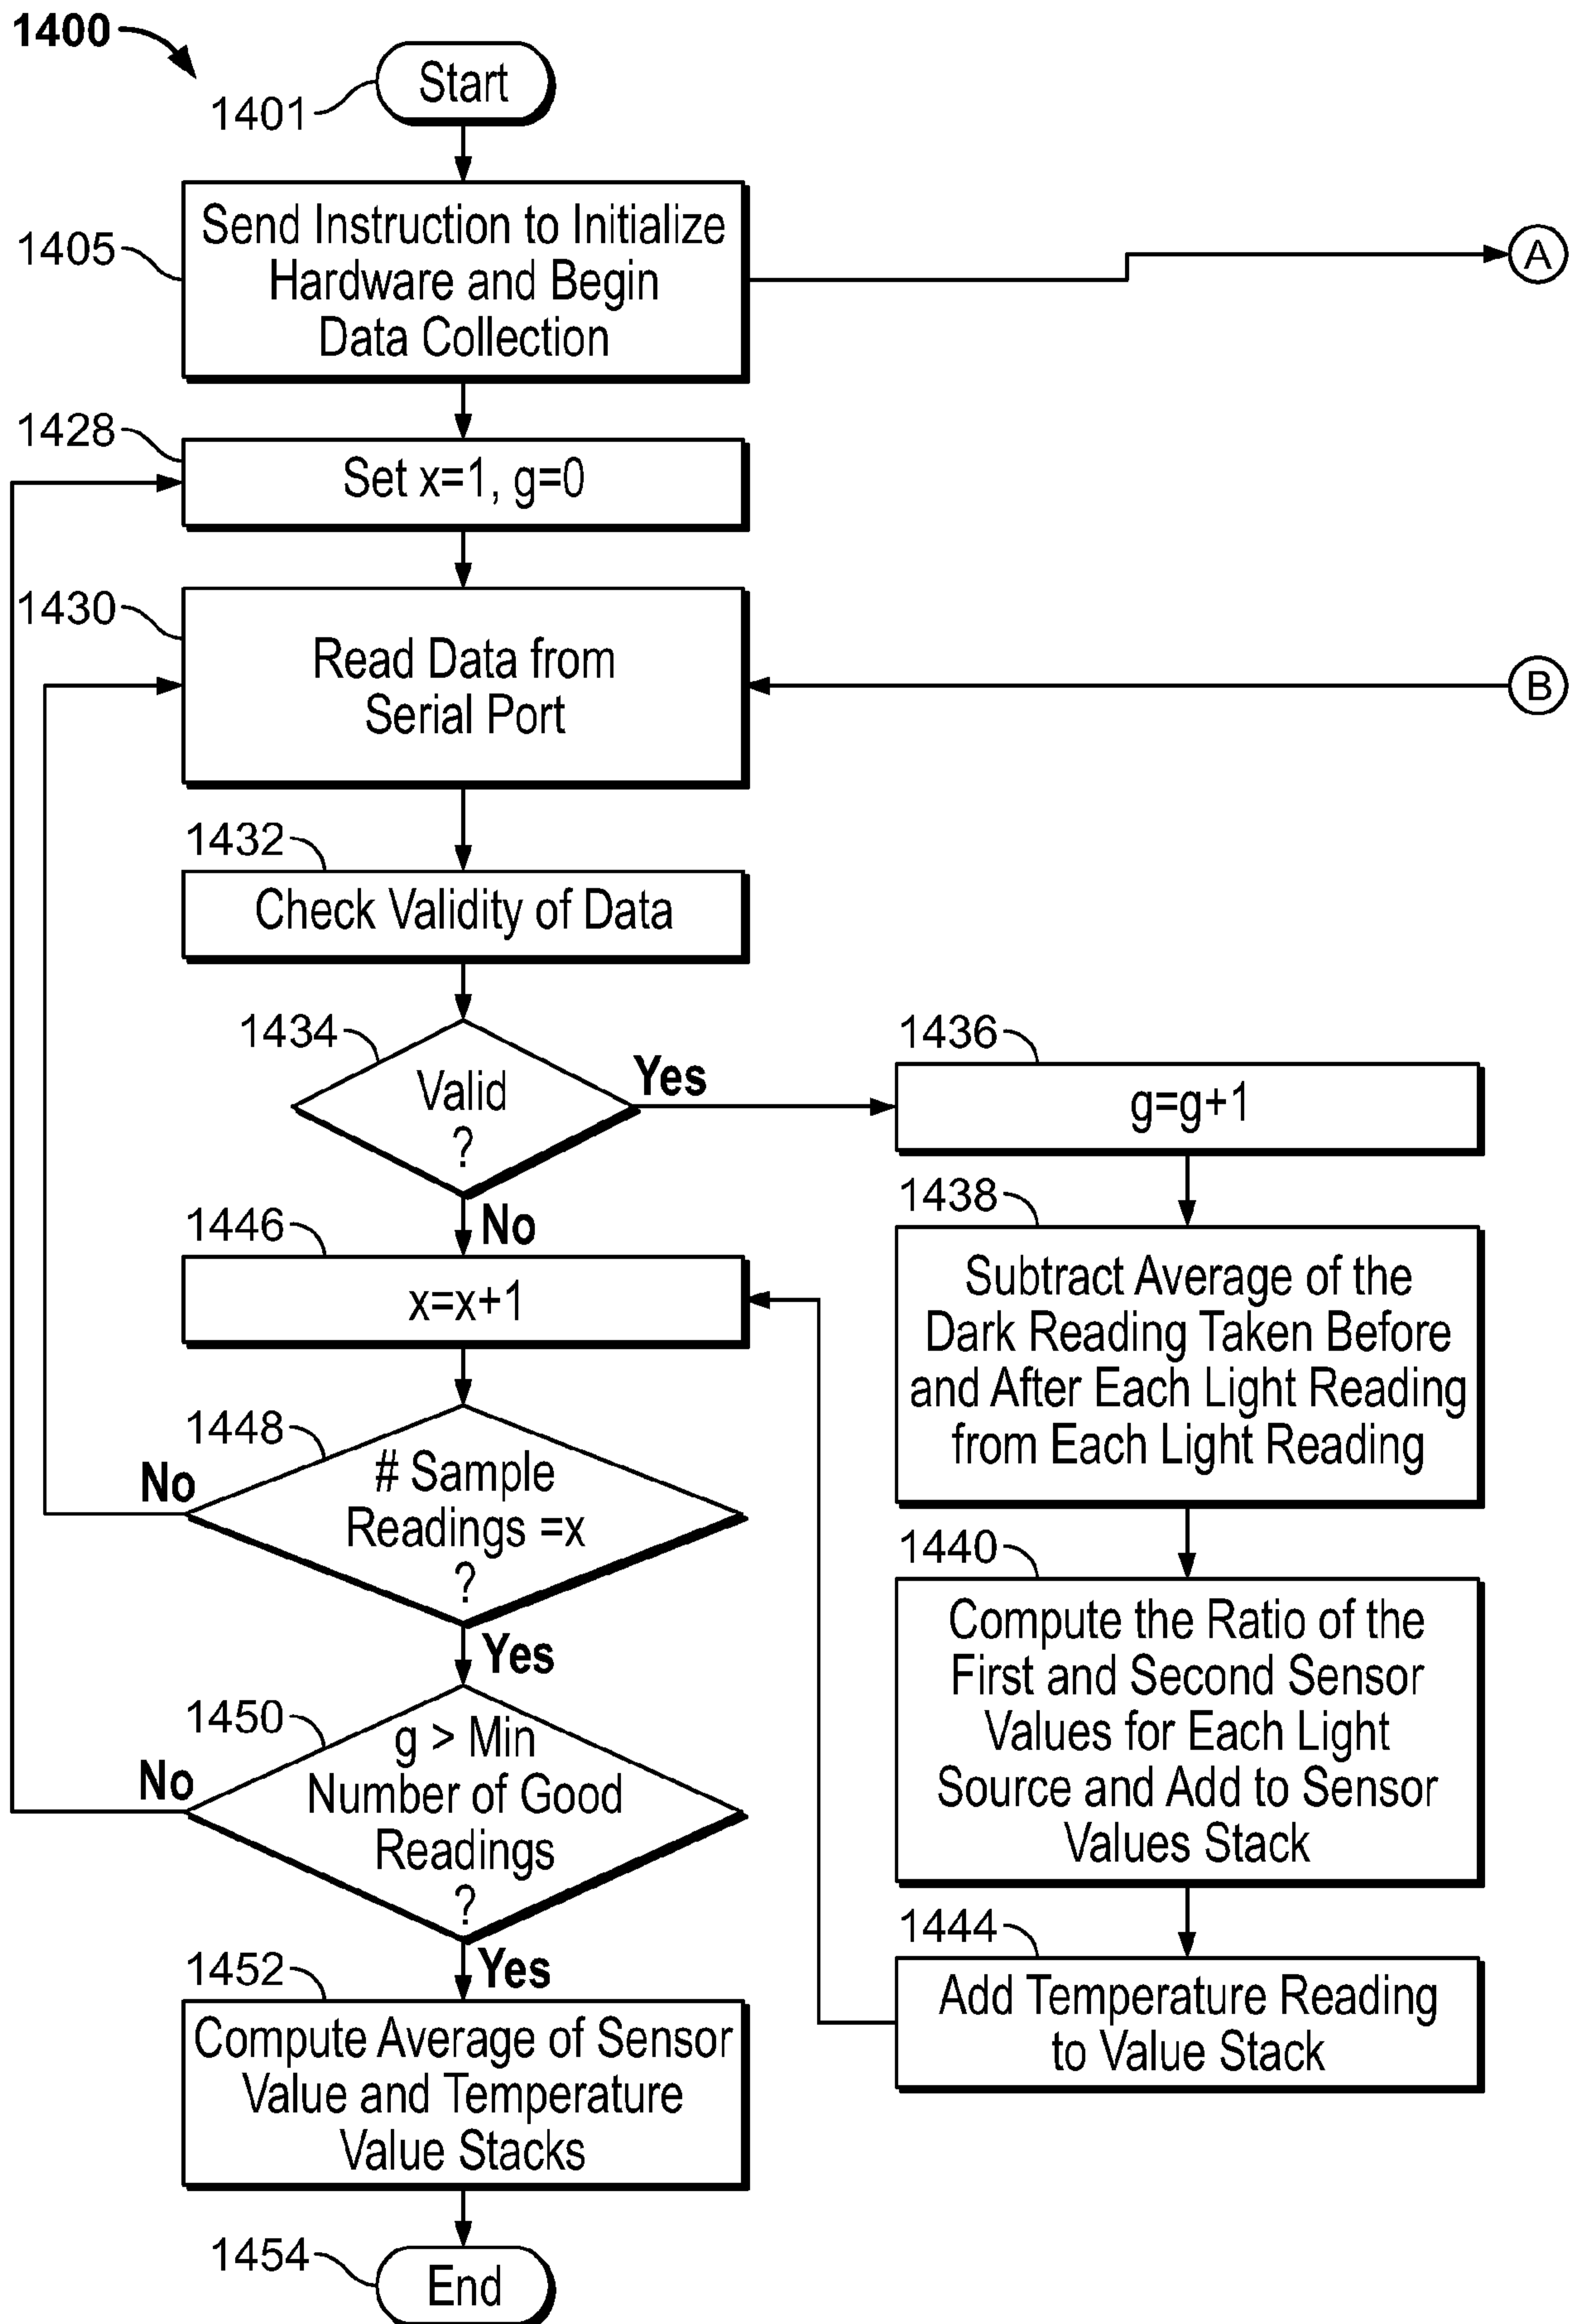 1400
1401
Start
1405
Send Instruction to Initialize
Hardware and Begin
Data Collection
A
1428
Set x=1, g=0
1430
Read Data from
Serial Port
B
1432
Check Validity of Data
1434
Valid
?
Yes
No
1436
g=g+1
1438
Subtract Average of the
Dark Reading Taken Before
and After Each Light Reading
from Each Light Reading
1440
Compute the Ratio of the
First and Second Sensor
Values for Each Light
Source and Add to Sensor
Values Stack
1444
Add Temperature Reading
to Value Stack
1446
x=x+1
1448
# Sample
Readings =x
?
No
Yes
1450
g > Min
Number of Good
Readings
?
No
Yes
1452
Compute Average of Sensor
Value and Temperature
Value Stacks
1454
End